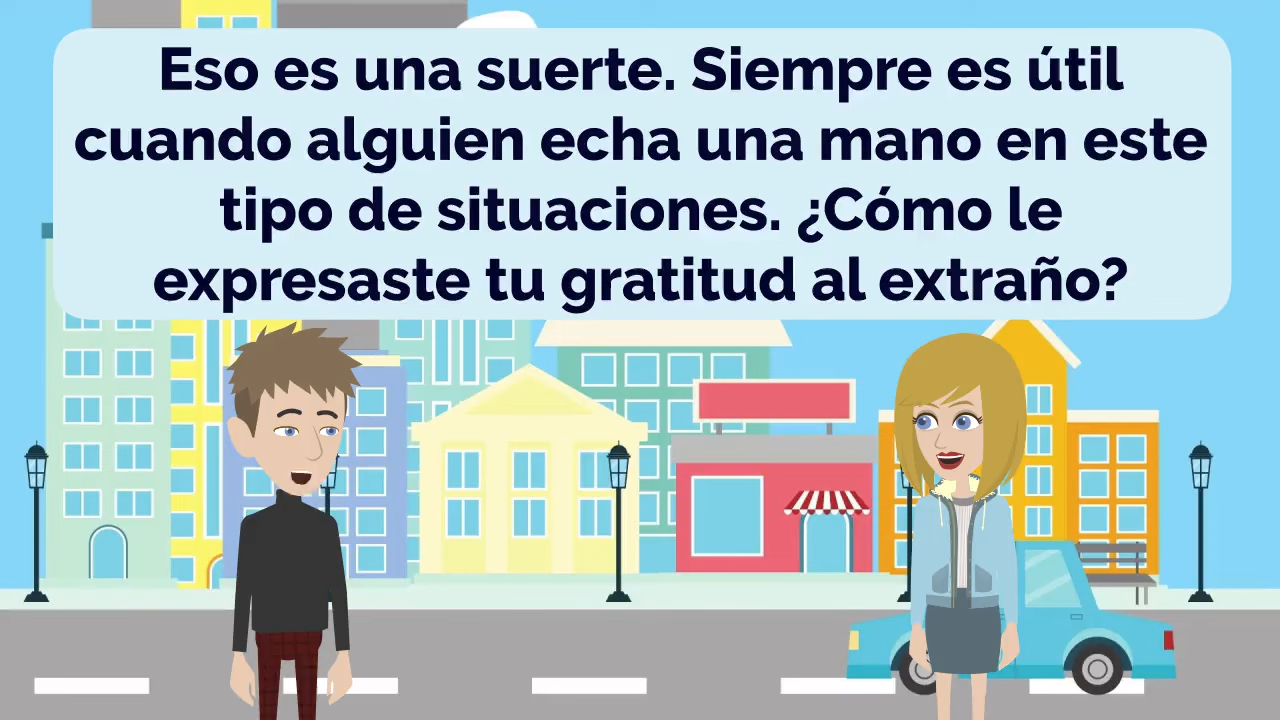 Eso es una suerte. Siempre es útil
cuando alguien echa una mano en este
tipo de situaciones. ¿Cómo le
expresaste tu gratitud al extraño?